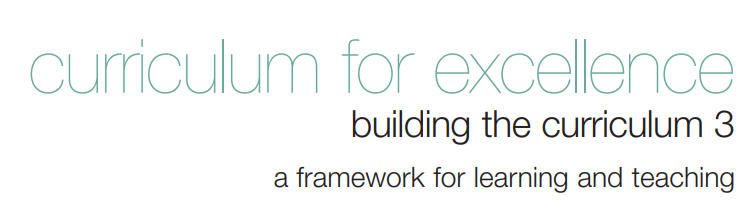 curriculum for excellence
building the curriculum 3
a framework for learning and teaching